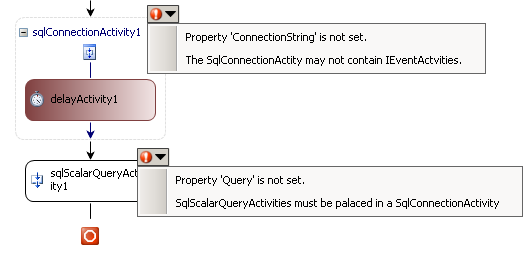 sqlConnectionActivity1
Property 'ConnectionString' is not set.
The SqlConnectionActity may not contain IEventActvities.
delayActivity1
sqlScalarQueryActiv
ity1
Property 'Query' is not set.
SqlScalarQueryActivities must be palaced in a SqlConnectionActivity